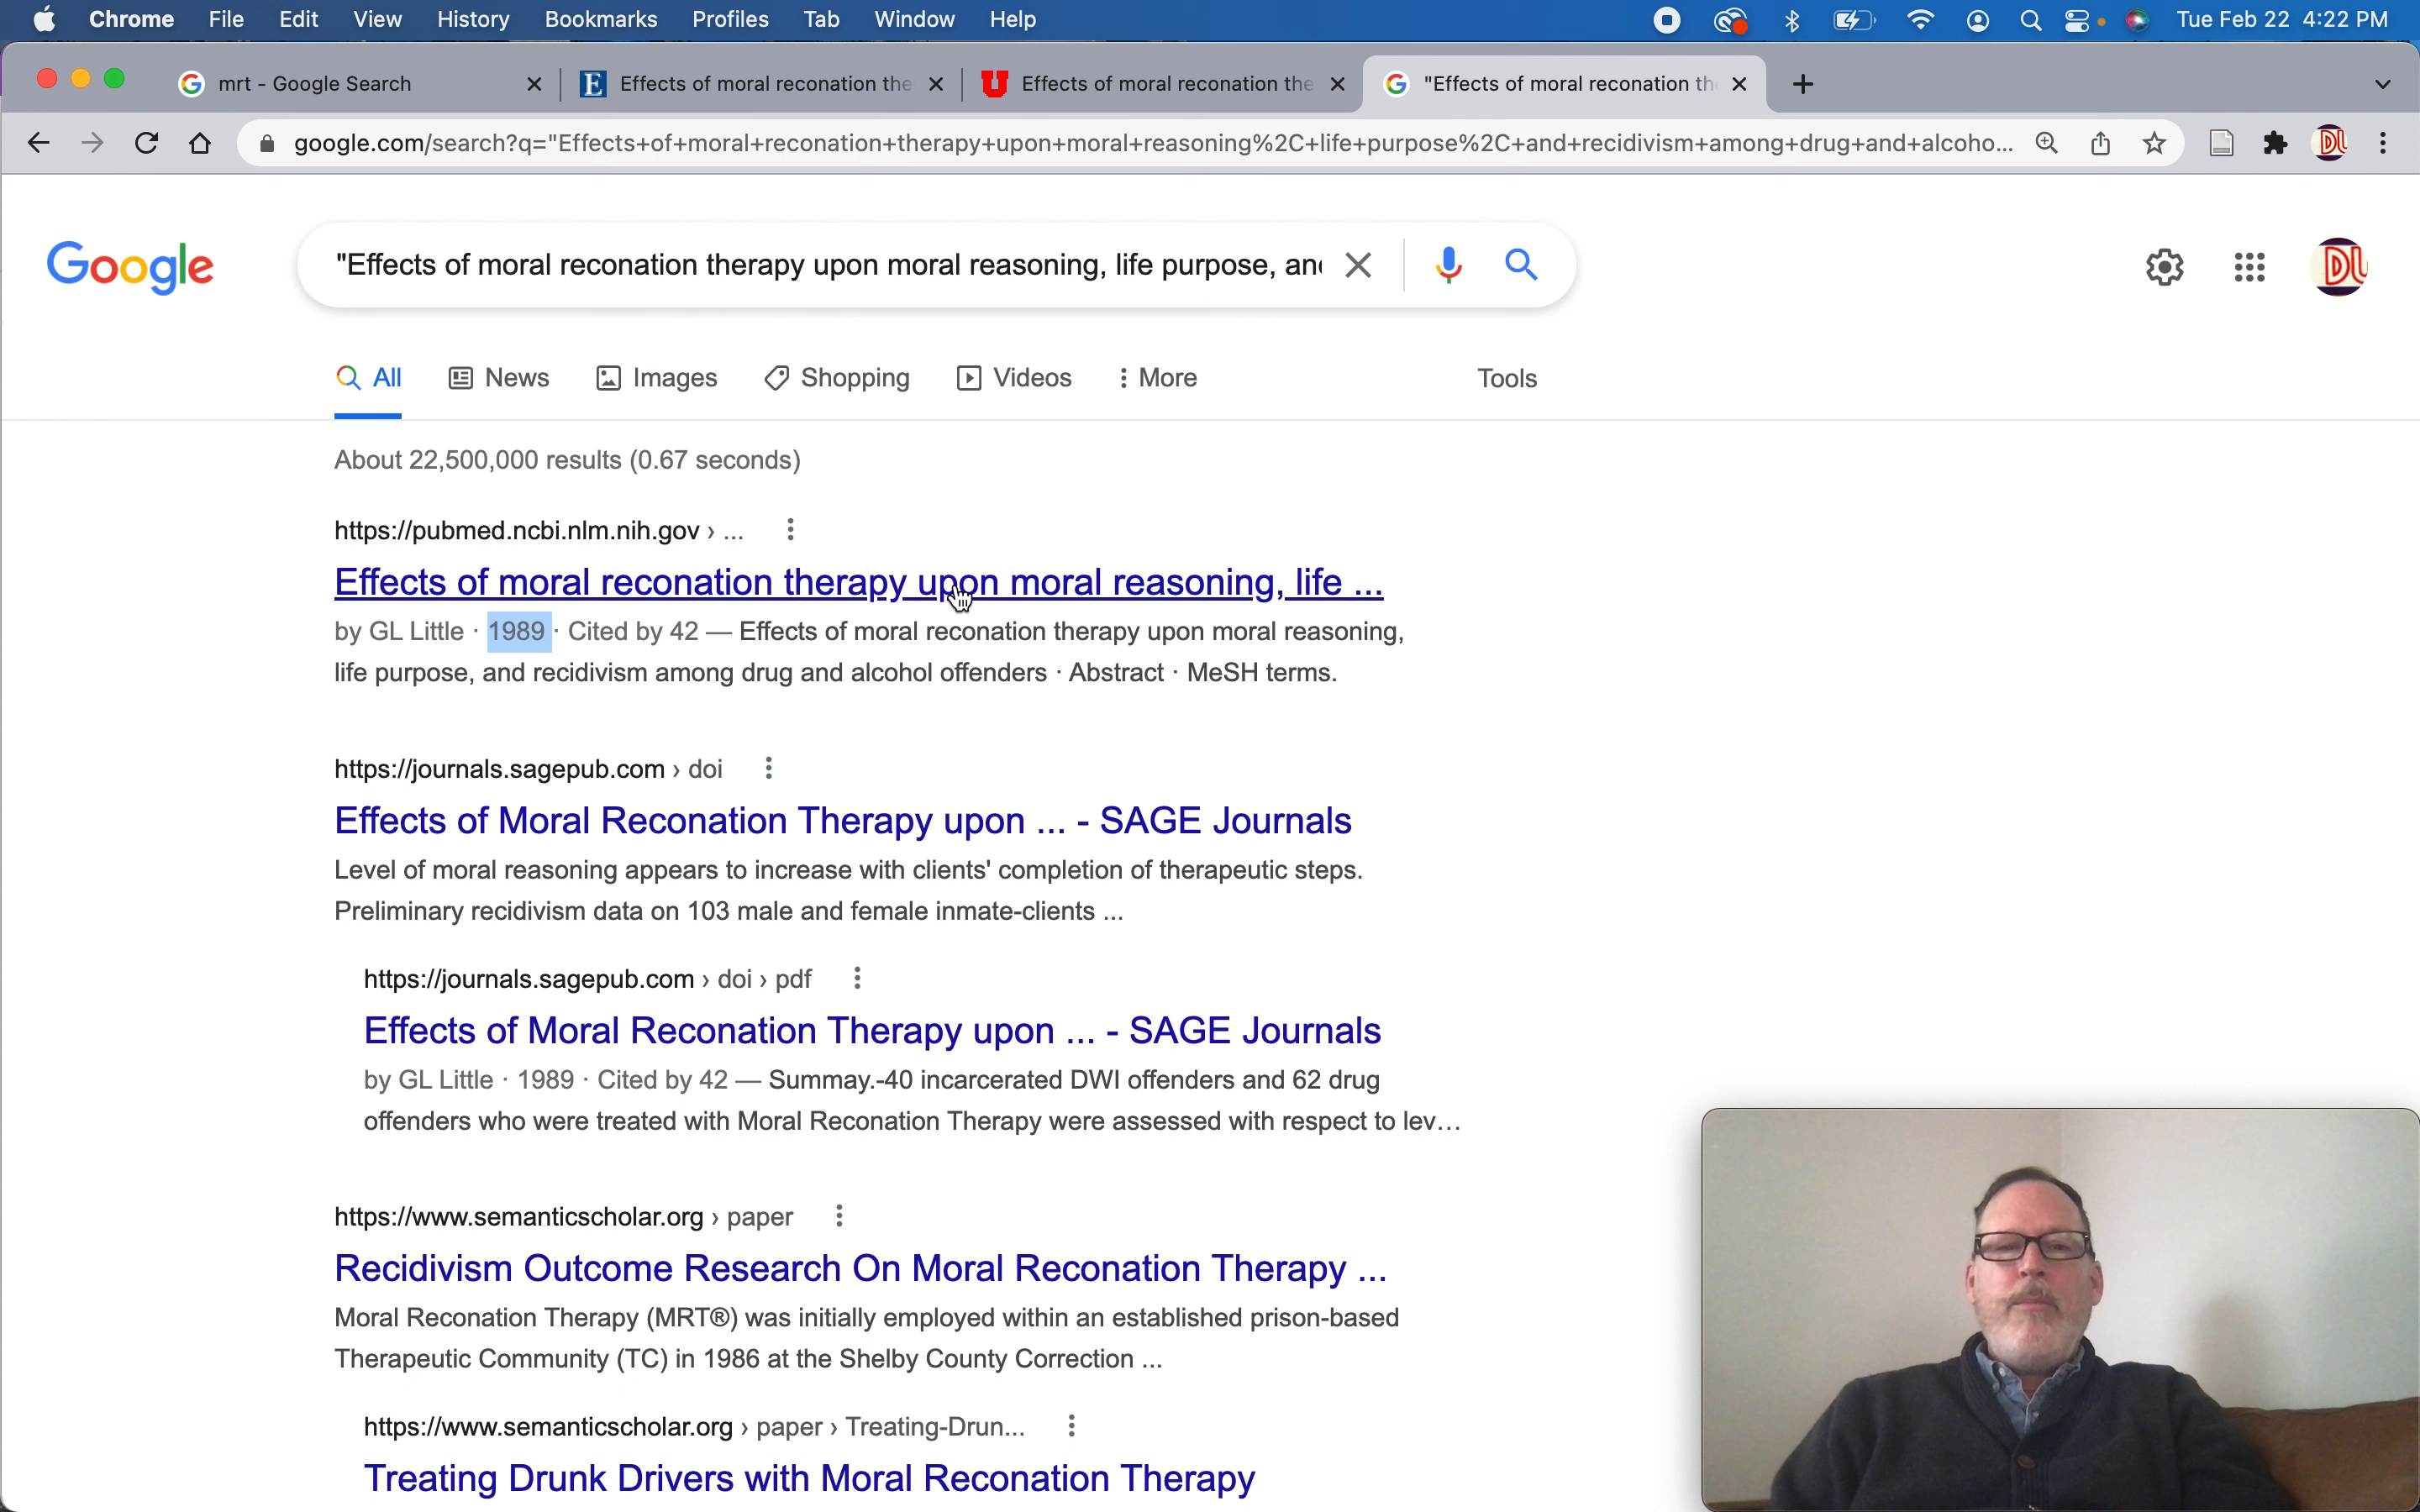 Chrome File Edit View History Bookmarks Profiles Tab Window Help Tue Feb 22 4:22 PM
mrt - Google Search Effects of moral reconation the Effects of moral reconation the "Effects of moral reconation th
google.com/search?q="Effects+of+moral+reconation+therapy+upon+moral+reasoning%2C+life+purpose%2C+and+recidivism+among+drug+and+alcoho... DU
Google "Effects of moral reconation therapy upon moral reasoning, life purpose, an DU
All News Images Shopping Videos More Tools
About 22,500,000 results (0.67 seconds)
https://pubmed.ncbi.nlm.nih.gov › ...
Effects of moral reconation therapy upon moral reasoning, life ...
by GL Little · 1989 · Cited by 42 — Effects of moral reconation therapy upon moral reasoning,
life purpose, and recidivism among drug and alcohol offenders · Abstract · MeSH terms.
https://journals.sagepub.com › doi
Effects of Moral Reconation Therapy upon ... - SAGE Journals
Level of moral reasoning appears to increase with clients' completion of therapeutic steps.
Preliminary recidivism data on 103 male and female inmate-clients ...
https://journals.sagepub.com › doi › pdf
Effects of Moral Reconation Therapy upon ... - SAGE Journals
by GL Little · 1989 · Cited by 42 — Summay.-40 incarcerated DWI offenders and 62 drug
offenders who were treated with Moral Reconation Therapy were assessed with respect to lev...
https://www.semanticscholar.org › paper
Recidivism Outcome Research On Moral Reconation Therapy ...
Moral Reconation Therapy (MRT®) was initially employed within an established prison-based
Therapeutic Community (TC) in 1986 at the Shelby County Correction ...
https://www.semanticscholar.org › paper › Treating-Drun...
Treating Drunk Drivers with Moral Reconation Therapy